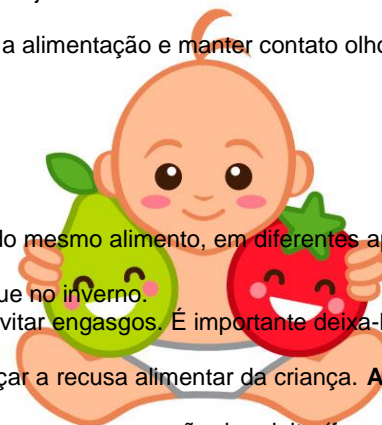 a alimentação e manter contato olho
do mesmo alimento, em diferentes ap
ue no inverno.
vitar engasgos. É importante deixa-l
çar a recusa alimentar da criança. A